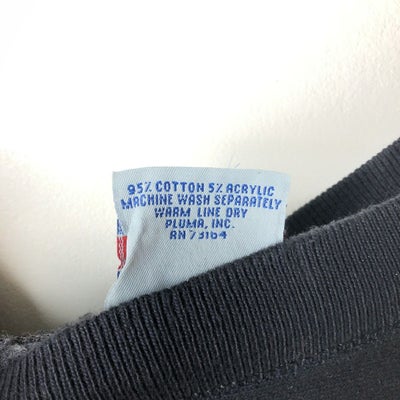 95% COTTON 5% ACRYLIC
MACHINE WASH SEPARATELY
WARM LINE DRY
PLUMA, INC.
RN 73164